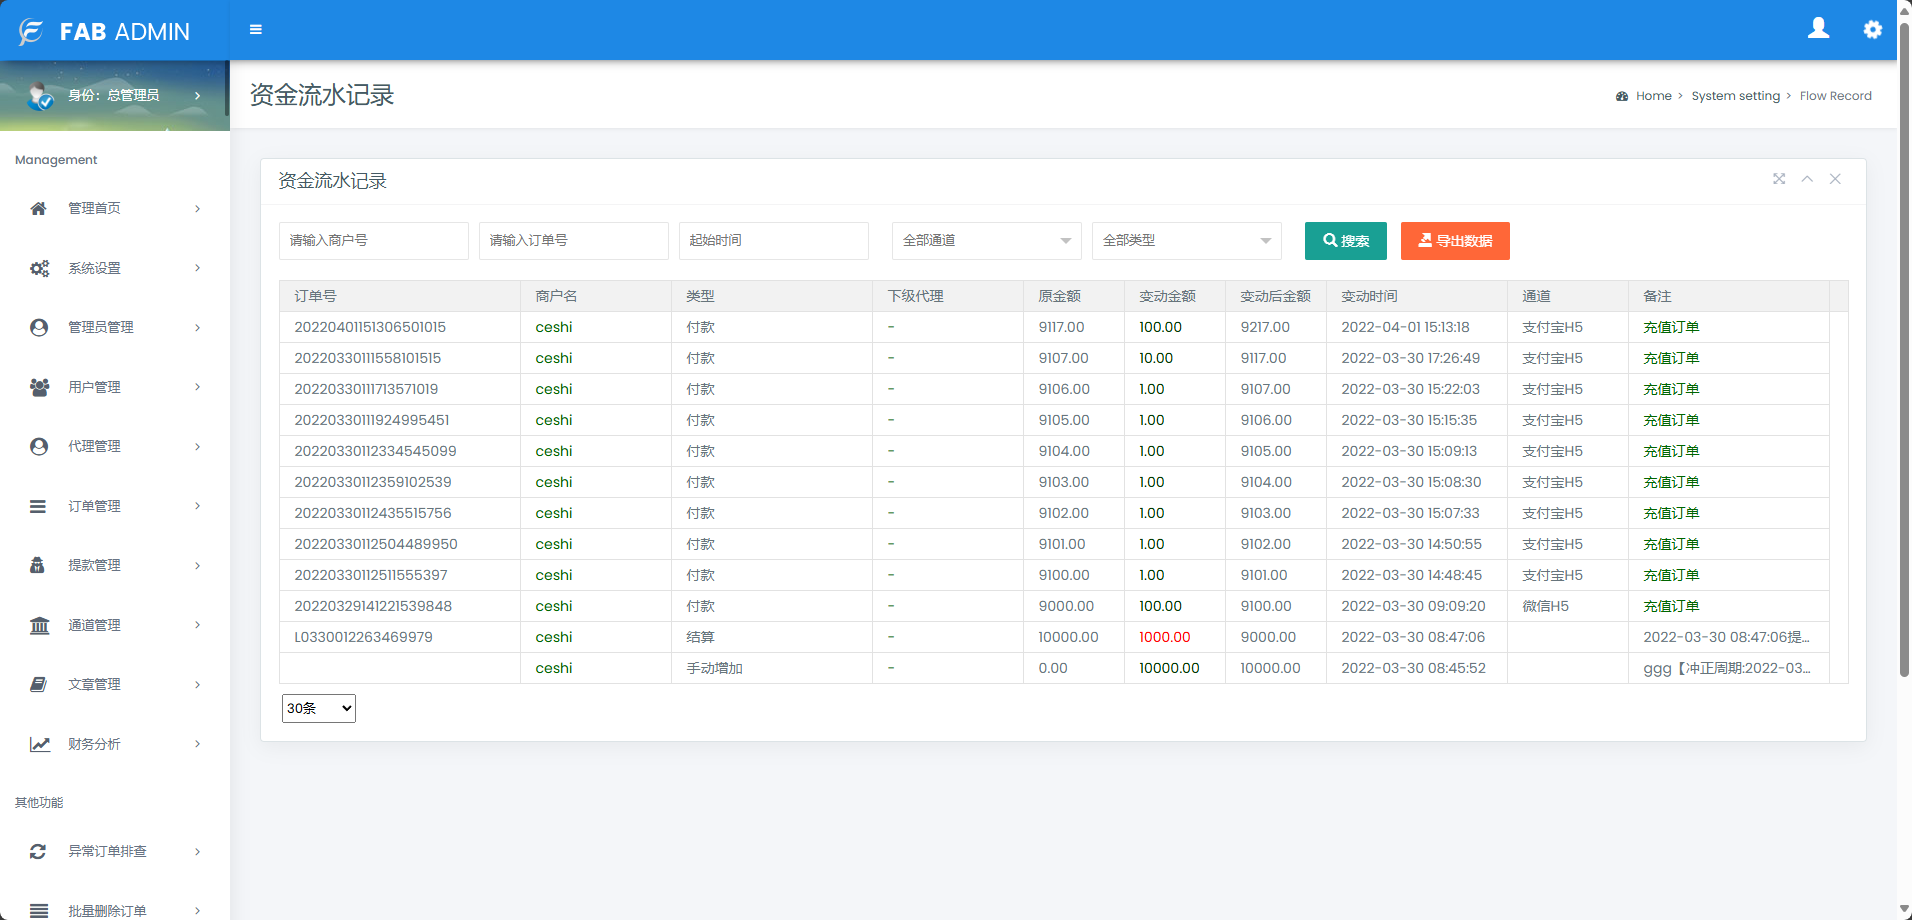 FAB ADMIN
身份：总管理员
资金流水记录
Home > System setting > Flow Record
Management
管理首页
系统设置
管理员管理
用户管理
代理管理
订单管理
提款管理
通道管理
文章管理
财务分析
其他功能
异常订单排查
批量删除订单
资金流水记录
请输入商户号 请输入订单号 起始时间 全部通道 全部类型 搜索 导出数据
订单号 商户名 类型 下级代理 原金额 变动金额 变动后金额 变动时间 通道 备注
20220401151306501015 ceshi 付款 - 9117.00 100.00 9217.00 2022-04-01 15:13:18 支付宝H5 充值订单
20220330111558101515 ceshi 付款 - 9107.00 10.00 9117.00 2022-03-30 17:26:49 支付宝H5 充值订单
20220330111713571019 ceshi 付款 - 9106.00 1.00 9107.00 2022-03-30 15:22:03 支付宝H5 充值订单
20220330111924995451 ceshi 付款 - 9105.00 1.00 9106.00 2022-03-30 15:15:35 支付宝H5 充值订单
20220330112334545099 ceshi 付款 - 9104.00 1.00 9105.00 2022-03-30 15:09:13 支付宝H5 充值订单
20220330112359102539 ceshi 付款 - 9103.00 1.00 9104.00 2022-03-30 15:08:30 支付宝H5 充值订单
20220330112435515756 ceshi 付款 - 9102.00 1.00 9103.00 2022-03-30 15:07:33 支付宝H5 充值订单
20220330112504489950 ceshi 付款 - 9101.00 1.00 9102.00 2022-03-30 14:50:55 支付宝H5 充值订单
20220330112511555397 ceshi 付款 - 9100.00 1.00 9101.00 2022-03-30 14:48:45 支付宝H5 充值订单
20220329141221539848 ceshi 付款 - 9000.00 100.00 9100.00 2022-03-30 09:09:20 微信H5 充值订单
L0330012263469979 ceshi 结算 - 10000.00 1000.00 9000.00 2022-03-30 08:47:06 2022-03-30 08:47:06提...
ceshi 手动增加 - 0.00 10000.00 10000.00 2022-03-30 08:45:52 ggg【冲正周期:2022-03...
30条